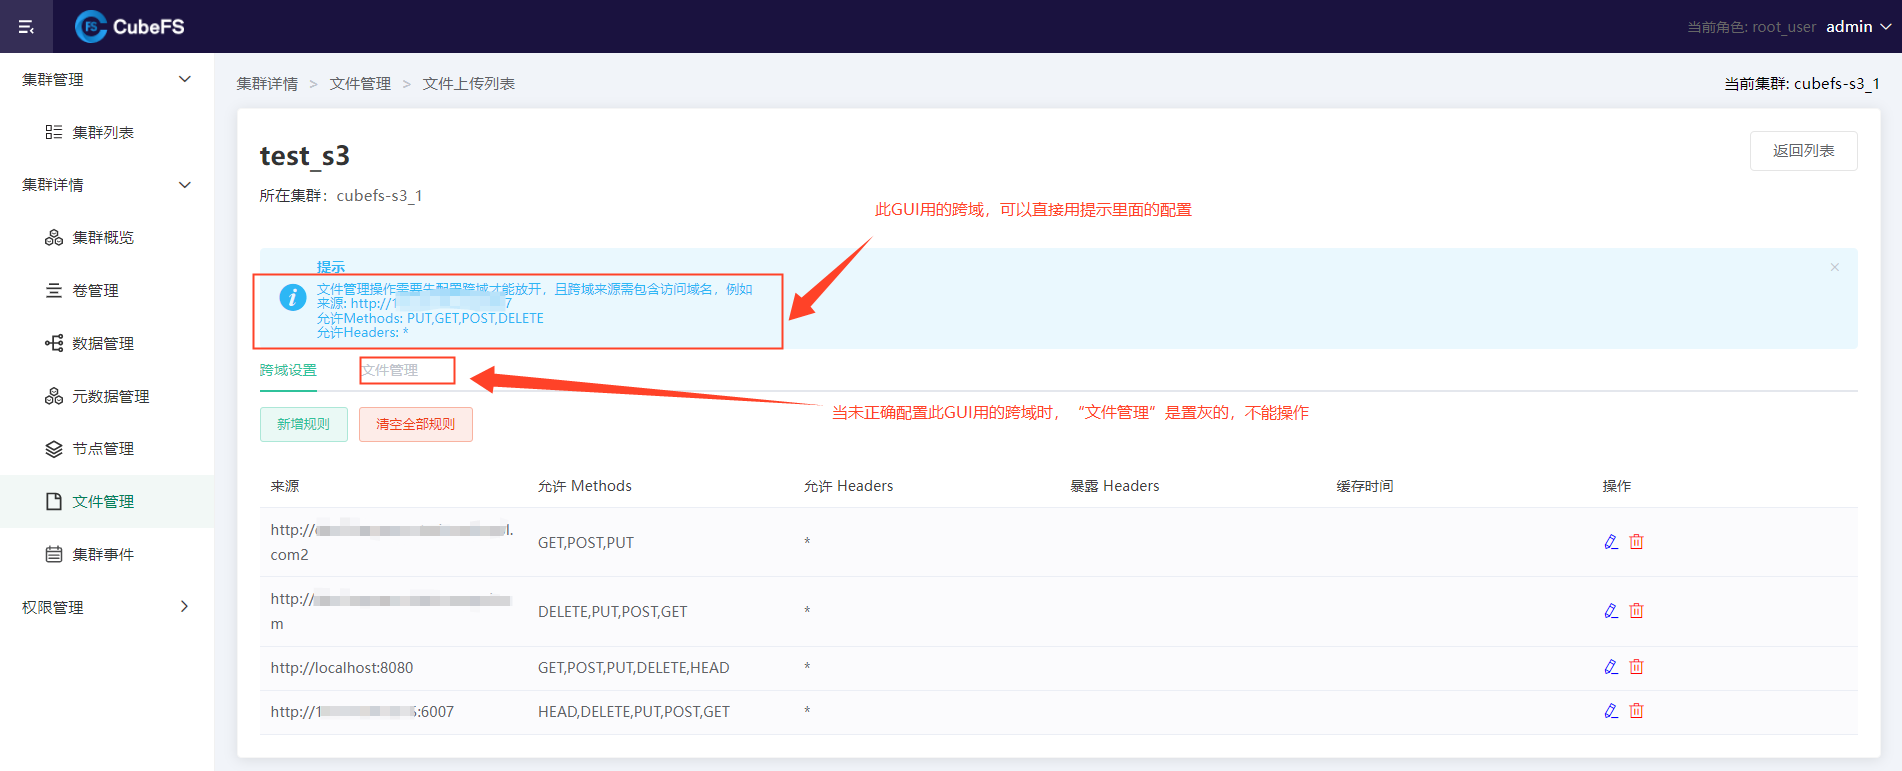 CubeFS
当前角色: root_user admin
集群管理
集群列表
集群详情
集群概览
卷管理
数据管理
元数据管理
节点管理
文件管理
集群事件
权限管理
集群详情 > 文件管理 > 文件上传列表
当前集群: cubefs-s3_1
test_s3
返回列表
所在集群: cubefs-s3_1
此GUI用的跨域，可以直接用提示里面的配置
提示
文件管理操作需要先配置跨域才能放开，且跨域来源需包含访问域名，例如
来源: http://1 7
允许Methods: PUT,GET,POST,DELETE
允许Headers: *
跨域设置 文件管理
当未正确配置此GUI用的跨域时，“文件管理”是置灰的，不能操作
新增规则 清空全部规则
来源 允许 Methods 允许 Headers 暴露 Headers 缓存时间 操作
http:// l.
com2
GET,POST,PUT *
http://
m
DELETE,PUT,POST,GET *
http://localhost:8080 GET,POST,PUT,DELETE,HEAD *
http://1 :6007 HEAD,DELETE,PUT,POST,GET *